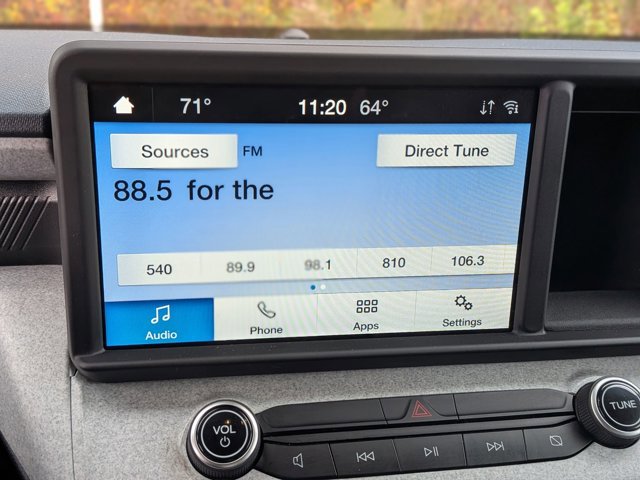 71° 11:20 64°
Sources FM Direct Tune
88.5 for the
540 89.9 98.1 810 106.3
Audio Phone Apps Settings
VOL TUNE